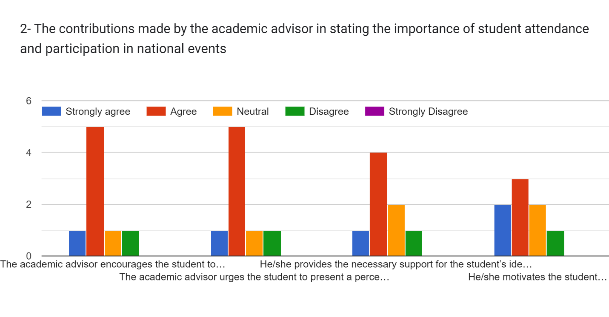 2- The contributions made by the academic advisor in stating the importance of student attendance
and participation in national events
6
Strongly agree Agree Neutral Disagree Strongly Disagree
4
2
0
The academic advisor encourages the student to… He/she provides the necessary support for the student's ide…
The academic advisor urges the student to present a perce… He/she motivates the student…